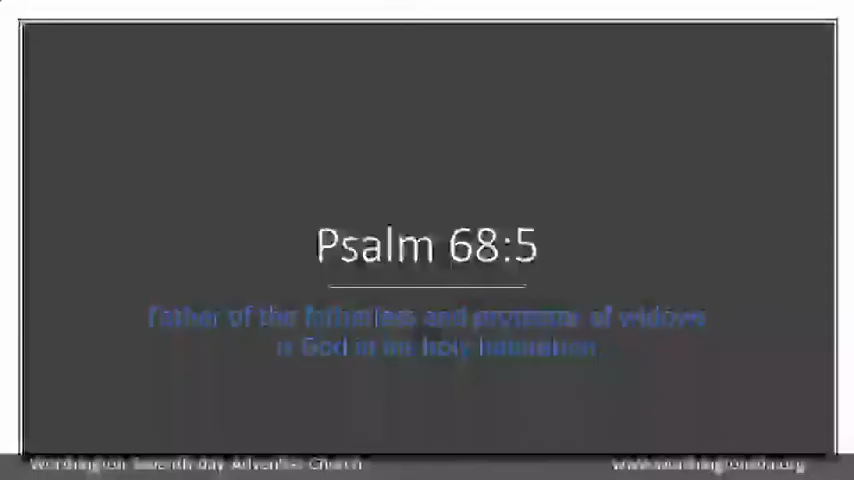 Psalm 68:5
Father of the fatherless and protector of widows
is God in his holy habitation
Worthington Seventh-day Adventist Church